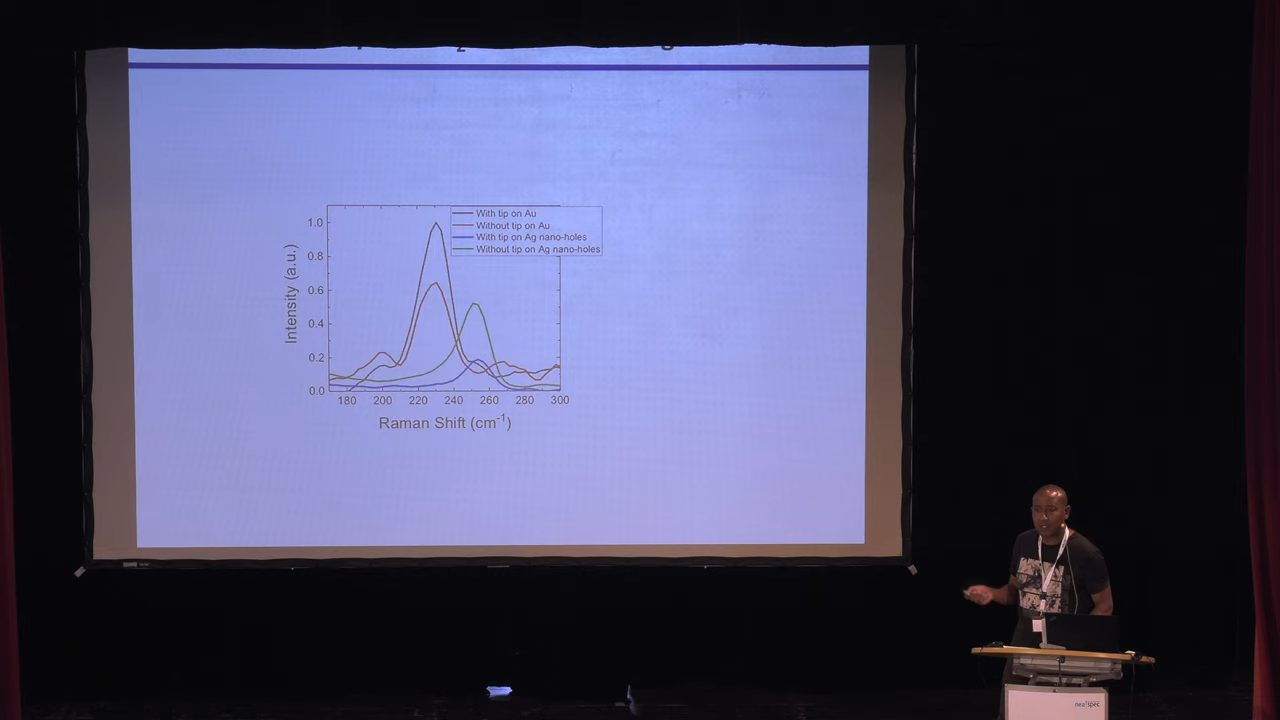 With tip on Au
Without tip on Au
With tip on Ag nano-holes
Without tip on Ag nano-holes
1.0
0.8
0.6
0.4
0.2
0.0
Intensity (a.u.)
180 200 220 240 260 280 300
Raman Shift (cm⁻¹)
nea spec